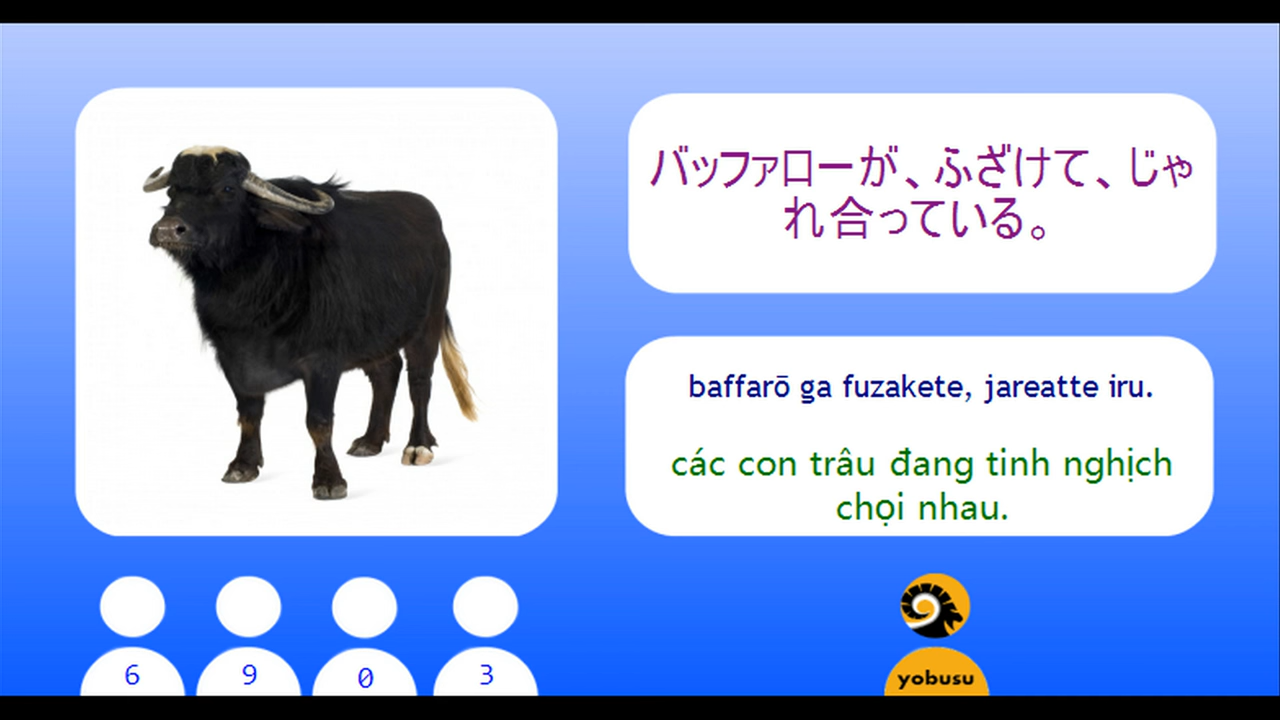 バッファローが、ふざけて、じゃ
れ合っている。
baffarō ga fuzakete, jareatte iru.
các con trâu đang tinh nghịch
chọi nhau.
6 9 0 3
yobusu